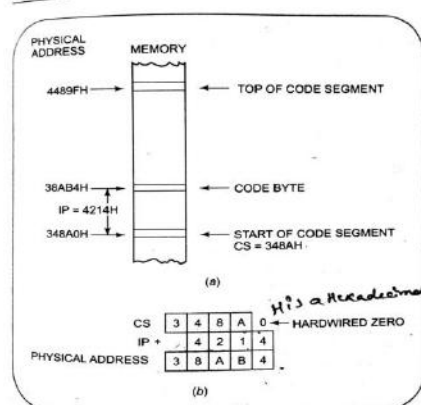 PHYSICAL ADDRESS
MEMORY
4489FH
TOP OF CODE SEGMENT
38AB4H
CODE BYTE
IP = 4214H
348A0H
START OF CODE SEGMENT
CS = 348AH
(a)
H is a Hexadecimal
CS 3 4 8 A 0
HARDWIRED ZERO
IP + 4 2 1 4
PHYSICAL ADDRESS 3 8 A B 4
(b)